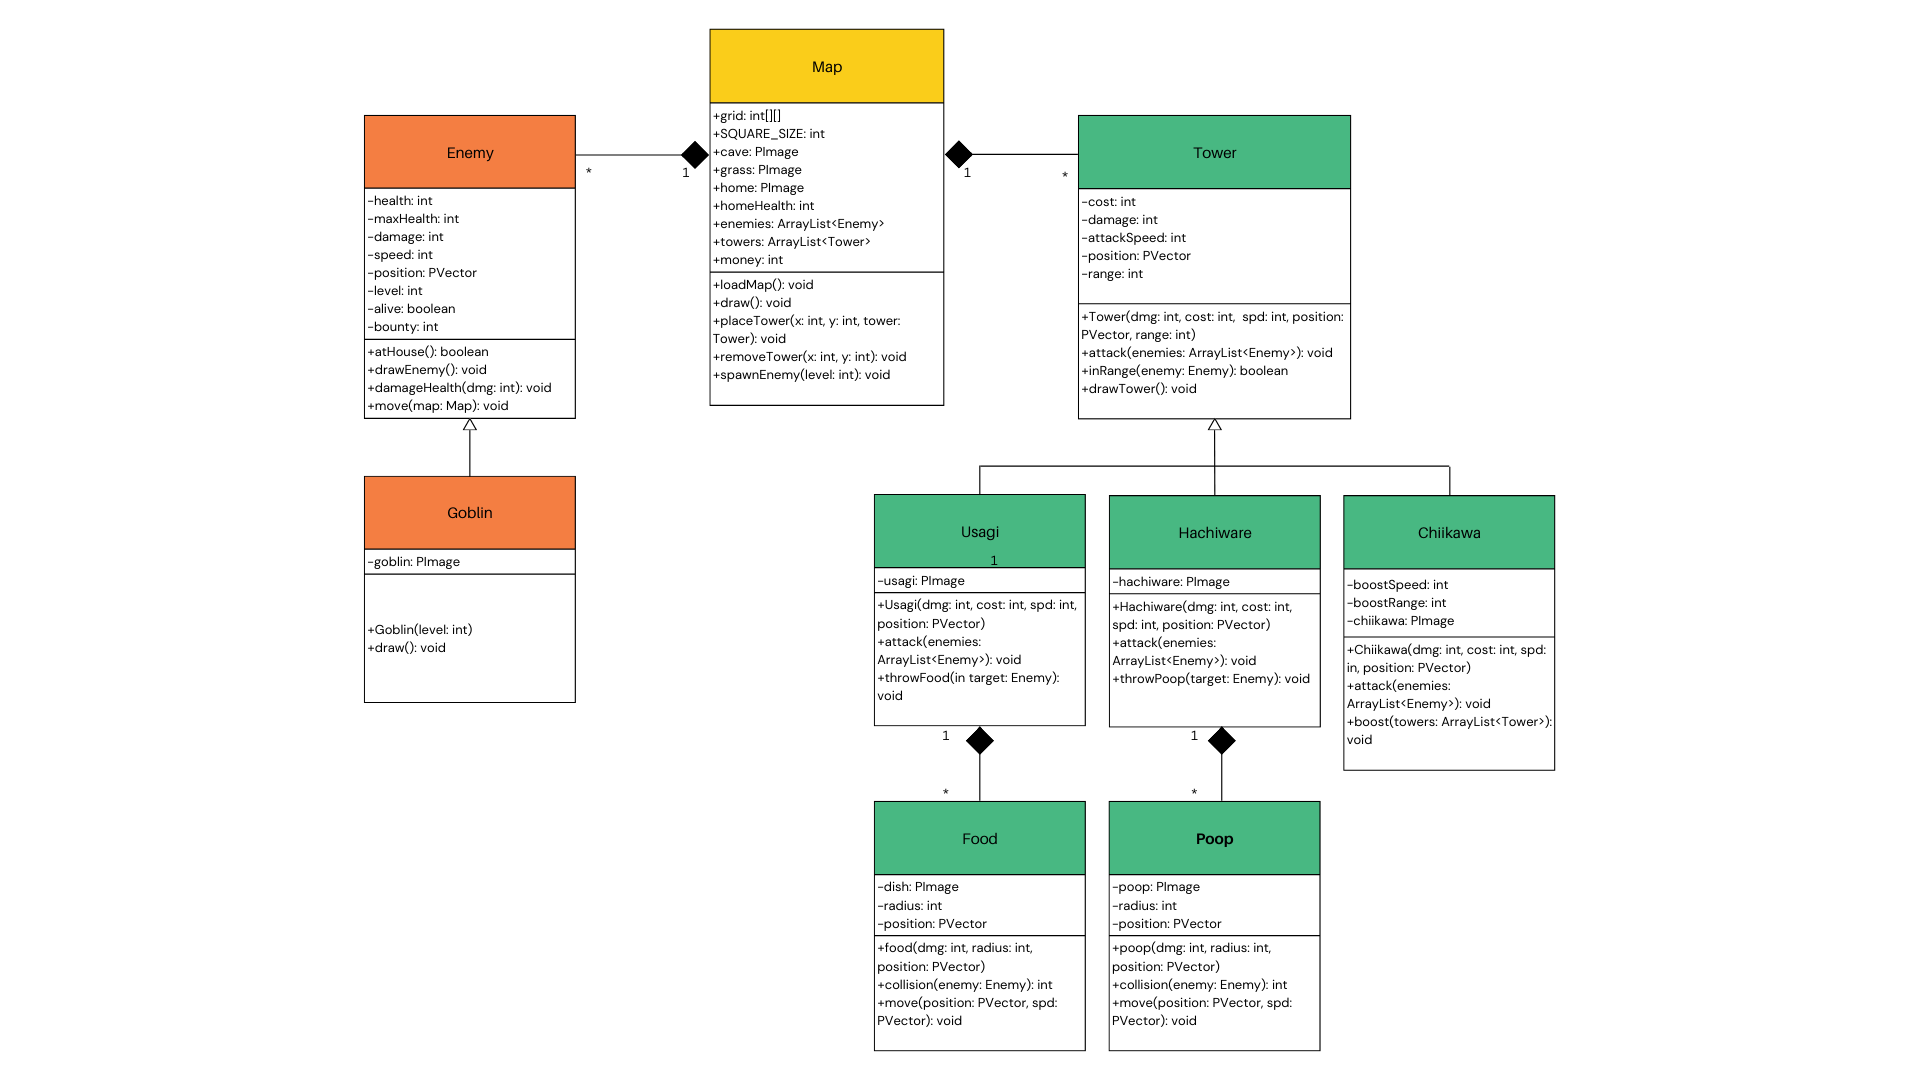 Map
+grid: int[][]
+SQUARE_SIZE: int
+cave: PImage
+grass: PImage
+home: PImage
+homeHealth: int
+enemies: ArrayList<Enemy>
+towers: ArrayList<Tower>
+money: int
+loadMap(): void
+draw(): void
+placeTower(x: int, y: int, tower:
Tower): void
+removeTower(x: int, y: int): void
+spawnEnemy(level: int): void
Enemy
-health: int
-maxHealth: int
-damage: int
-speed: int
-position: PVector
-level: int
-alive: boolean
-bounty: int
+atHouse(): boolean
+drawEnemy(): void
+damageHealth(dmg: int): void
+move(map: Map): void
*
1
1
*
Tower
-cost: int
-damage: int
-attackSpeed: int
-position: PVector
-range: int
+Tower(dmg: int, cost: int,  spd: int, position:
PVector, range: int)
+attack(enemies: ArrayList<Enemy>): void
+inRange(enemy: Enemy): boolean
+drawTower(): void
Goblin
-goblin: PImage
+Goblin(level: int)
+draw(): void
Usagi
1
-usagi: PImage
+Usagi(dmg: int, cost: int, spd: int,
position: PVector)
+attack(enemies:
ArrayList<Enemy>): void
+throwFood(in target: Enemy):
void
Hachiware
-hachiware: PImage
+Hachiware(dmg: int, cost: int,
spd: int, position: PVector)
+attack(enemies:
ArrayList<Enemy>): void
+throwPoop(target: Enemy): void
Chiikawa
-boostSpeed: int
-boostRange: int
-chiikawa: PImage
+Chiikawa(dmg: int, cost: int, spd:
in, position: PVector)
+attack(enemies:
ArrayList<Enemy>): void
+boost(towers: ArrayList<Tower>):
void
1
*
1
*
Food
-dish: PImage
-radius: int
-position: PVector
+food(dmg: int, radius: int,
position: PVector)
+collision(enemy: Enemy): int
+move(position: PVector, spd:
PVector): void
Poop
-poop: PImage
-radius: int
-position: PVector
+poop(dmg: int, radius: int,
position: PVector)
+collision(enemy: Enemy): int
+move(position: PVector, spd:
PVector): void